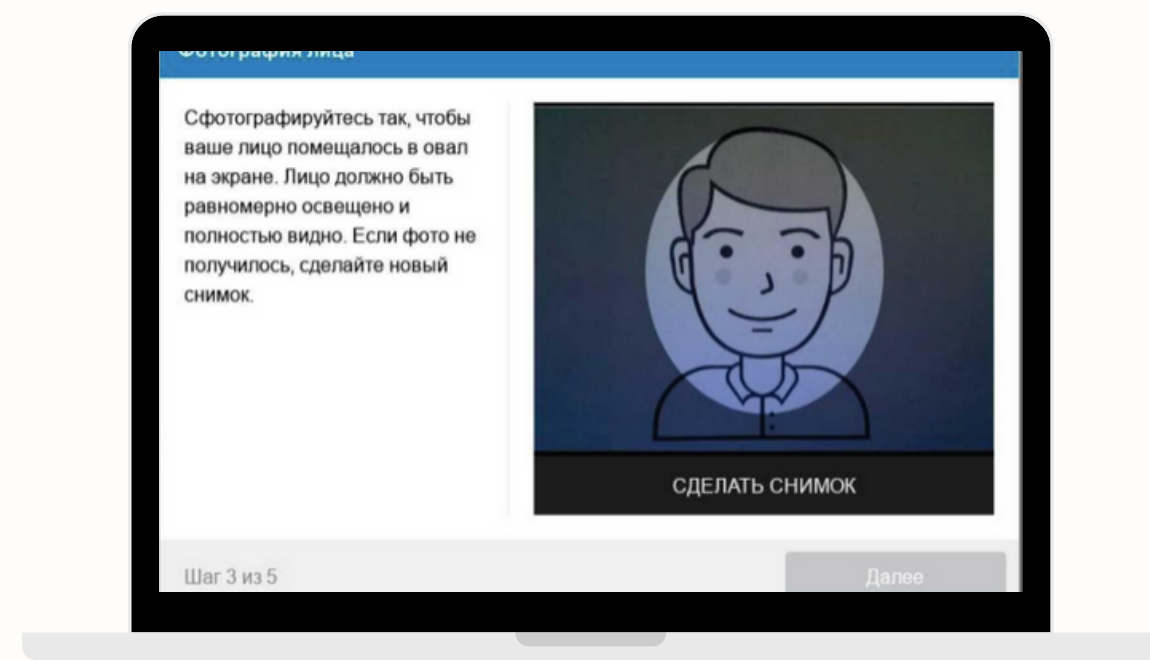 Фотография лица
Сфотографируйтесь так, чтобы
ваше лицо помещалось в овал
на экране. Лицо должно быть
равномерно освещено и
полностью видно. Если фото не
получилось, сделайте новый
снимок.
СДЕЛАТЬ СНИМОК
Шаг 3 из 5
Далее